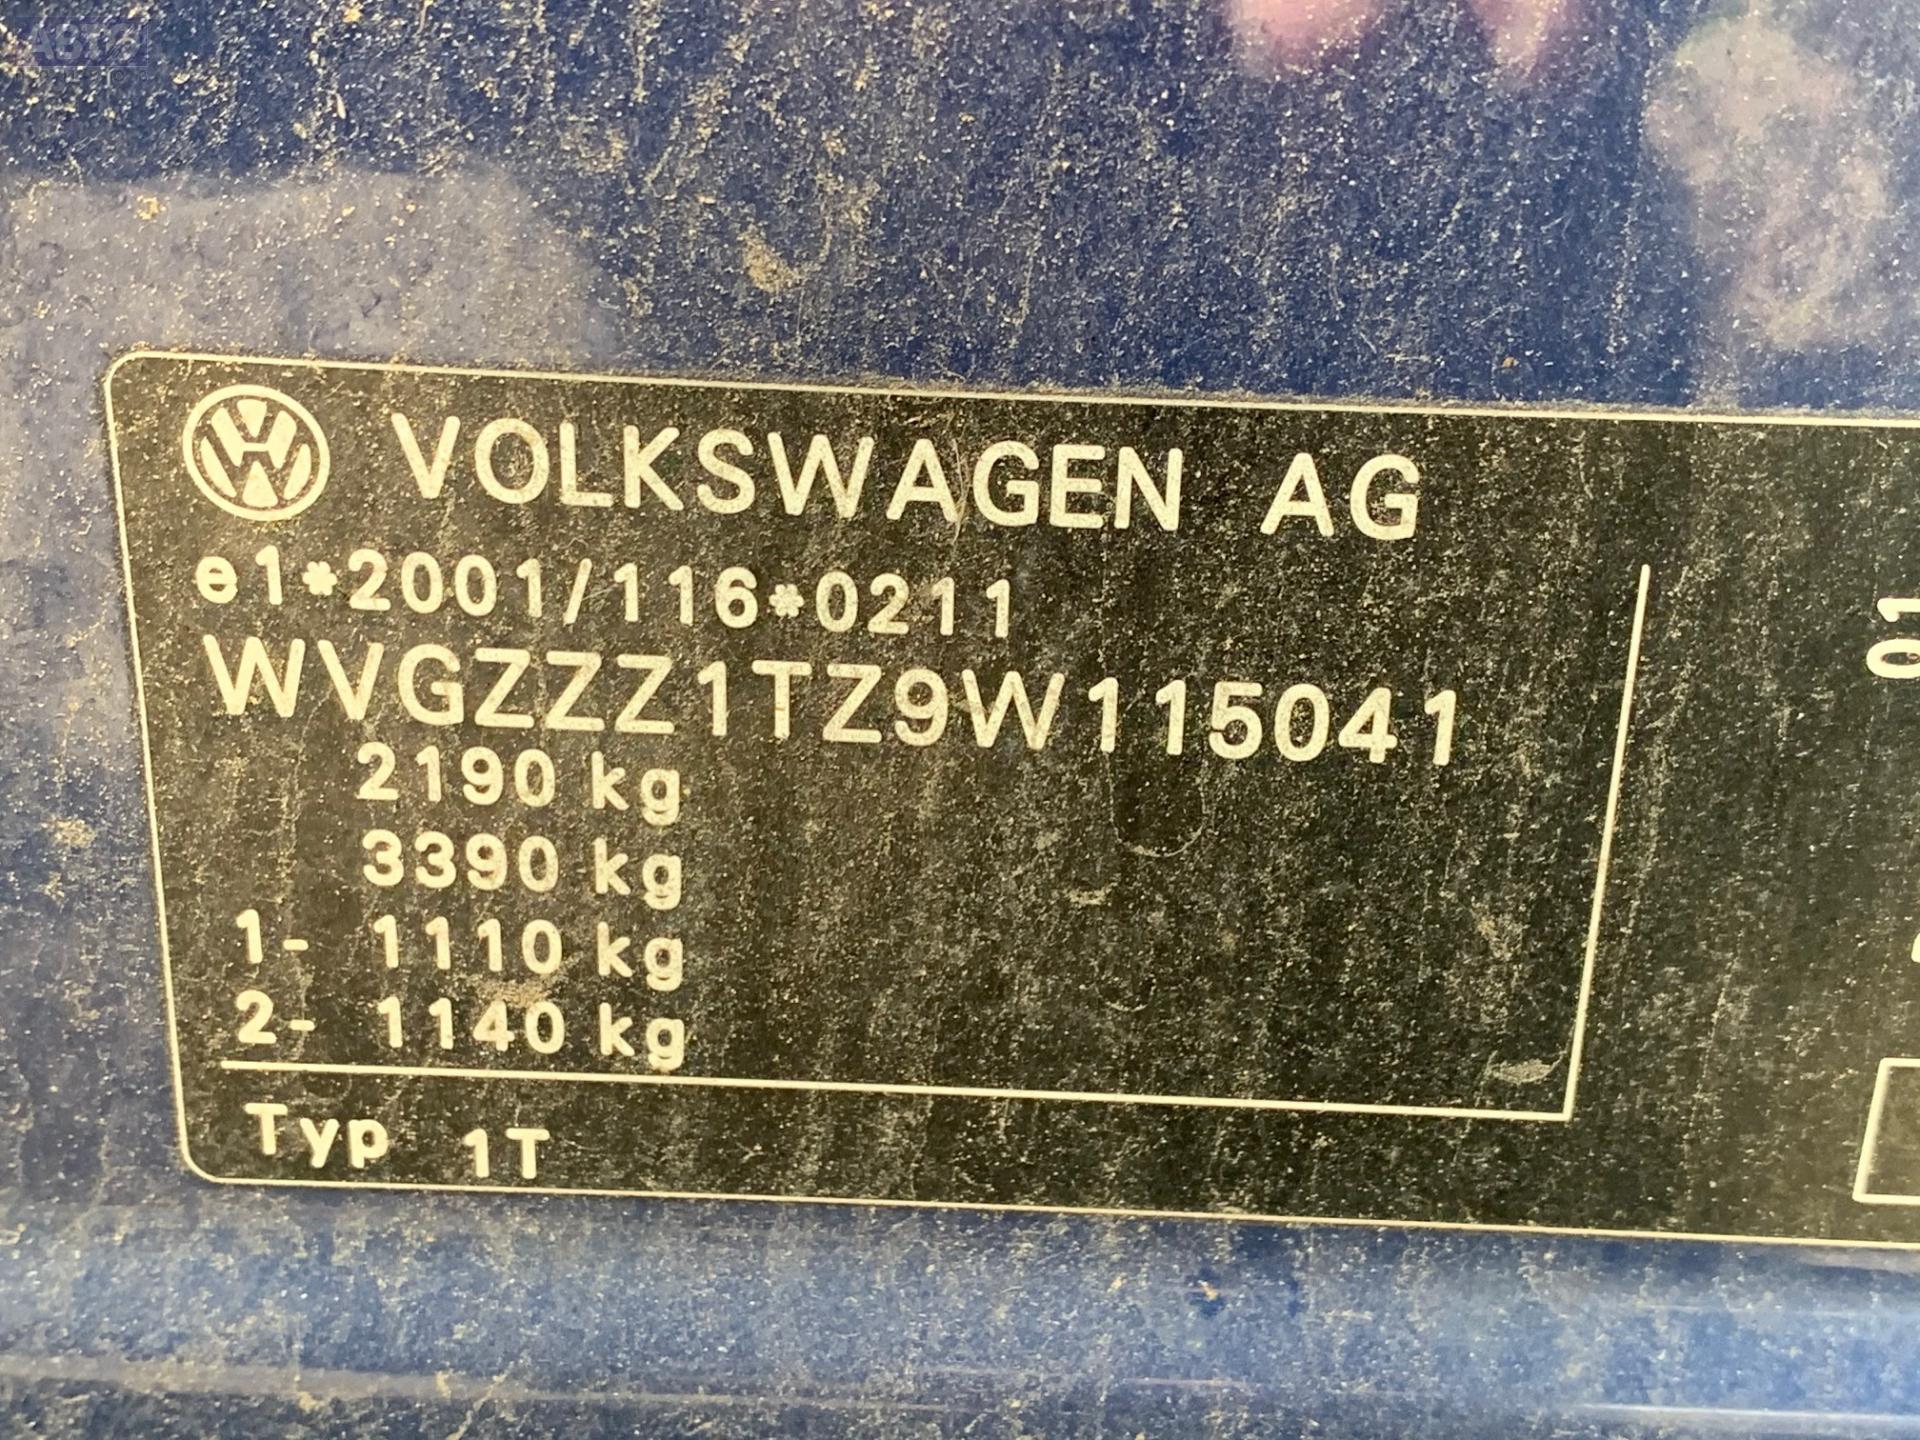 VOLKSWAGEN AG
e1*2001/116*0211
WVGZZZ1TZ9W115041
2190 kg
3390 kg
1- 1110 kg
2- 1140 kg
Typ 1T
01